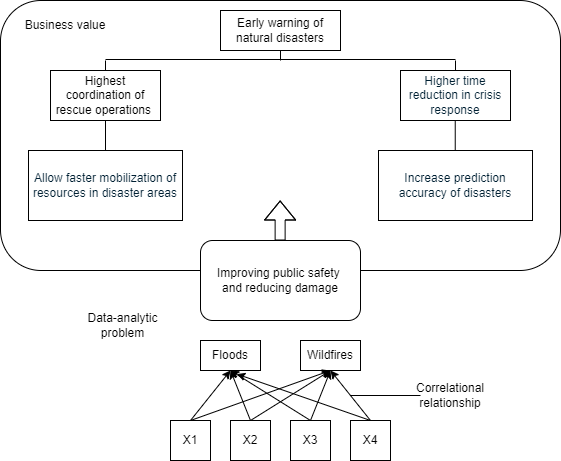 Business value
Early warning of
natural disasters
Highest
coordination of
rescue operations
Higher time
reduction in crisis
response
Allow faster mobilization of
resources in disaster areas
Increase prediction
accuracy of disasters
Improving public safety
and reducing damage
Data-analytic
problem
Floods
Wildfires
Correlational
relationship
X1
X2
X3
X4